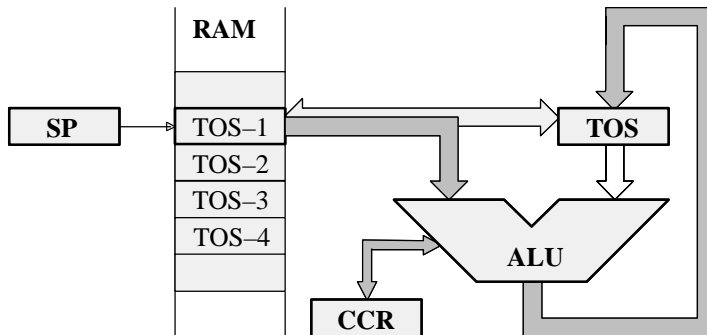 RAM
SP
TOS–1
TOS
TOS–2
TOS–3
TOS–4
ALU
CCR